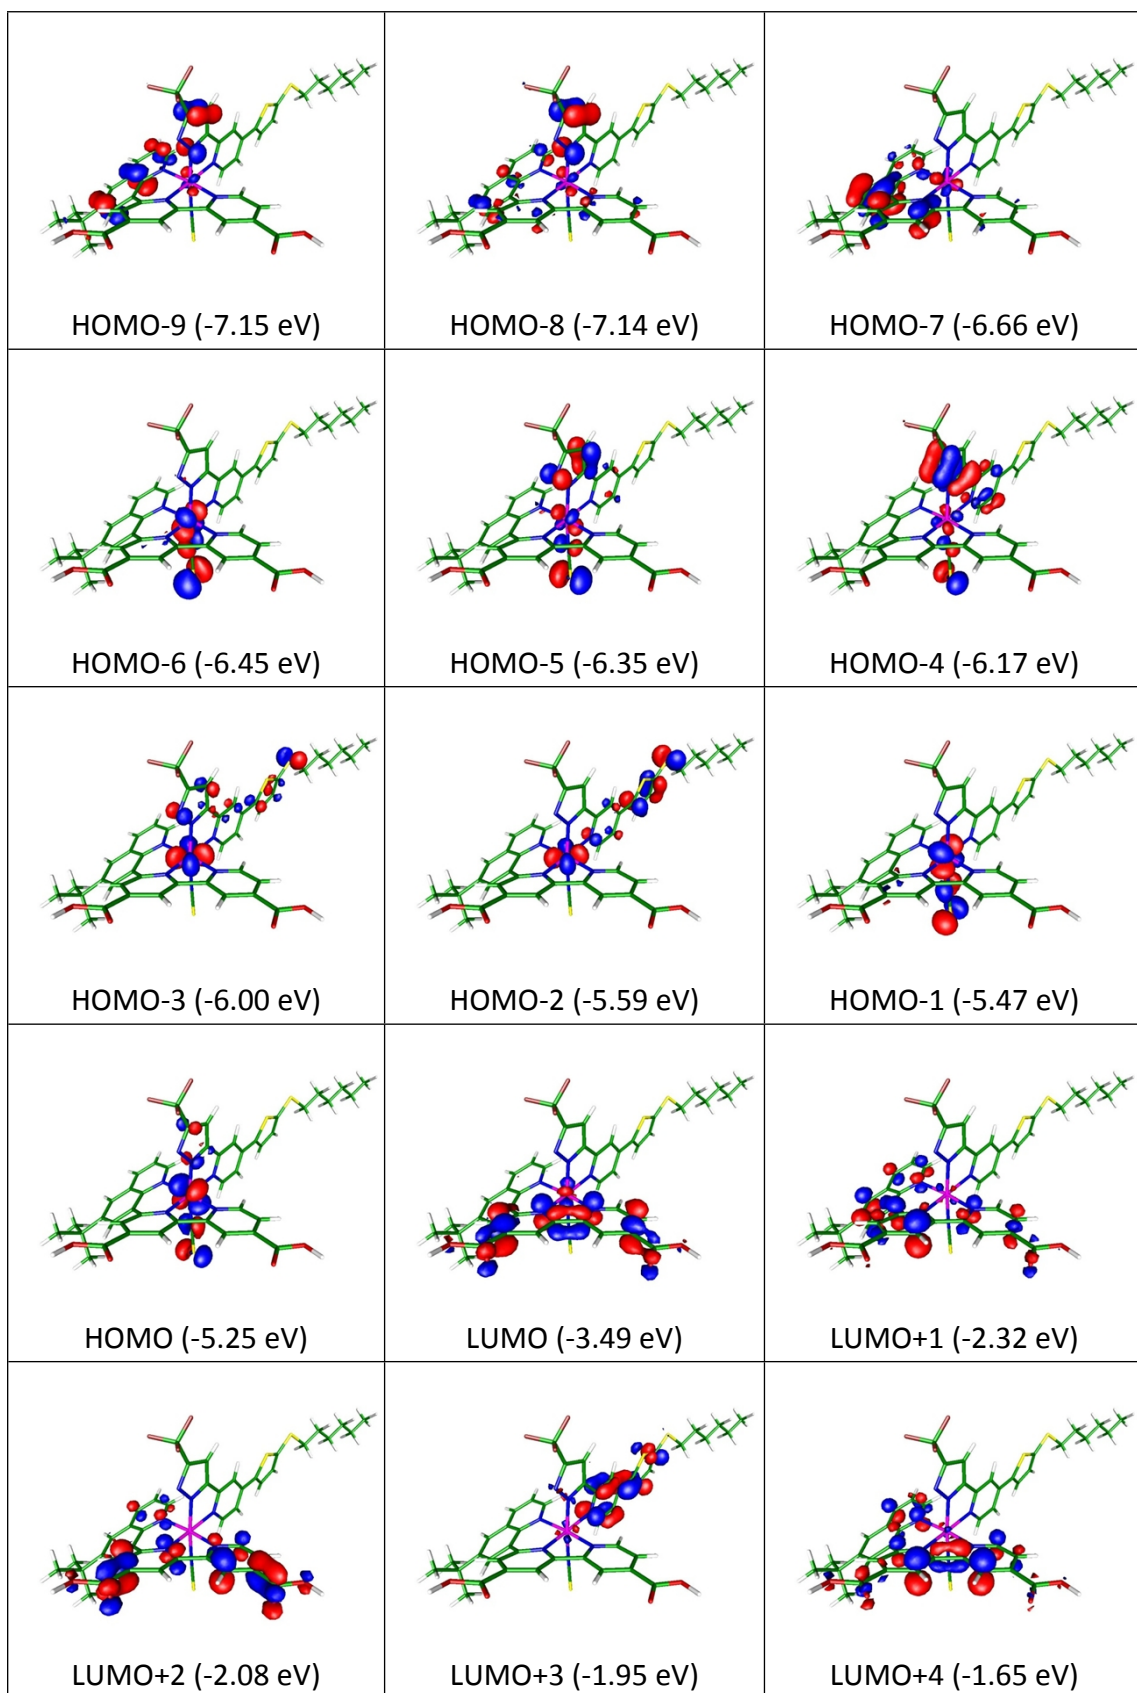 HOMO-9 (-7.15 eV)
HOMO-8 (-7.14 eV)
HOMO-7 (-6.66 eV)
HOMO-6 (-6.45 eV)
HOMO-5 (-6.35 eV)
HOMO-4 (-6.17 eV)
HOMO-3 (-6.00 eV)
HOMO-2 (-5.59 eV)
HOMO-1 (-5.47 eV)
HOMO (-5.25 eV)
LUMO (-3.49 eV)
LUMO+1 (-2.32 eV)
LUMO+2 (-2.08 eV)
LUMO+3 (-1.95 eV)
LUMO+4 (-1.65 eV)